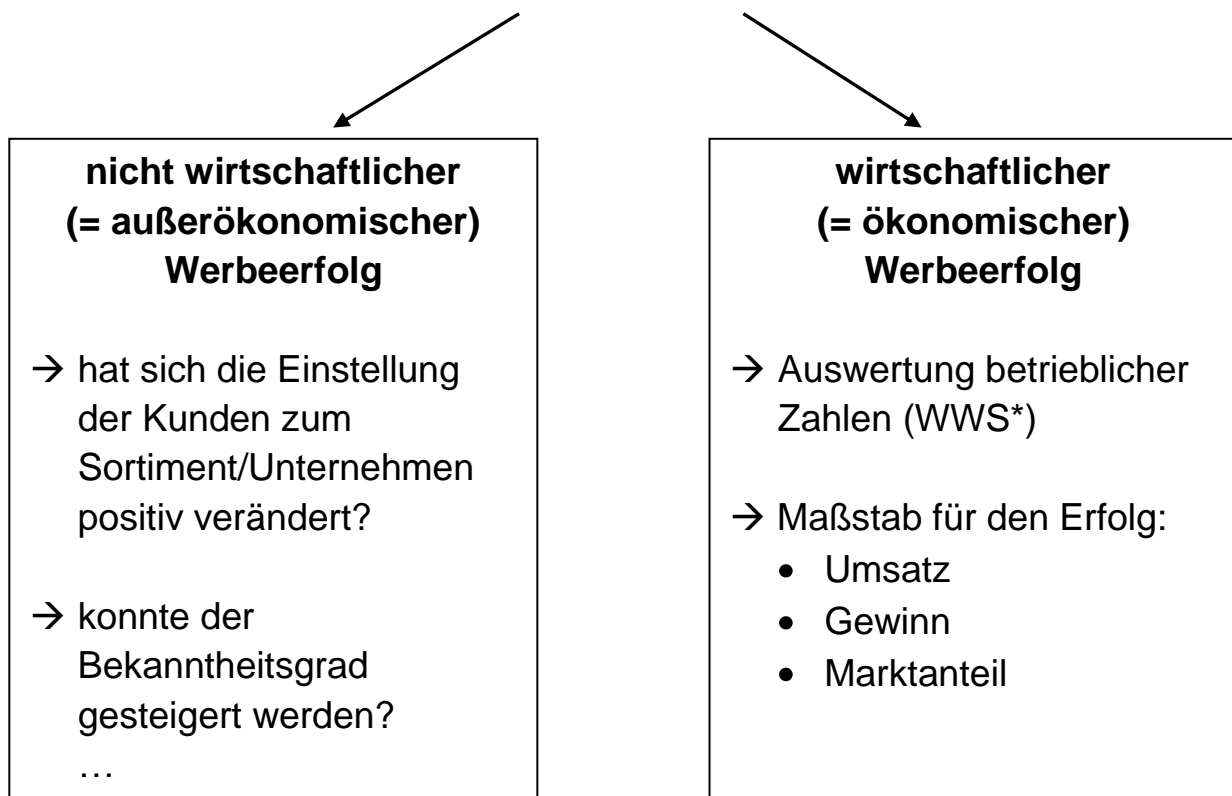 nicht wirtschaftlicher
(= außerökonomischer)
Werbeerfolg
→ hat sich die Einstellung
der Kunden zum
Sortiment/Unternehmen
positiv verändert?
→ konnte der
Bekanntheitsgrad
gesteigert werden?
…
wirtschaftlicher
(= ökonomischer)
Werbeerfolg
→ Auswertung betrieblicher
Zahlen (WWS*)
→ Maßstab für den Erfolg:
• Umsatz
• Gewinn
• Marktanteil